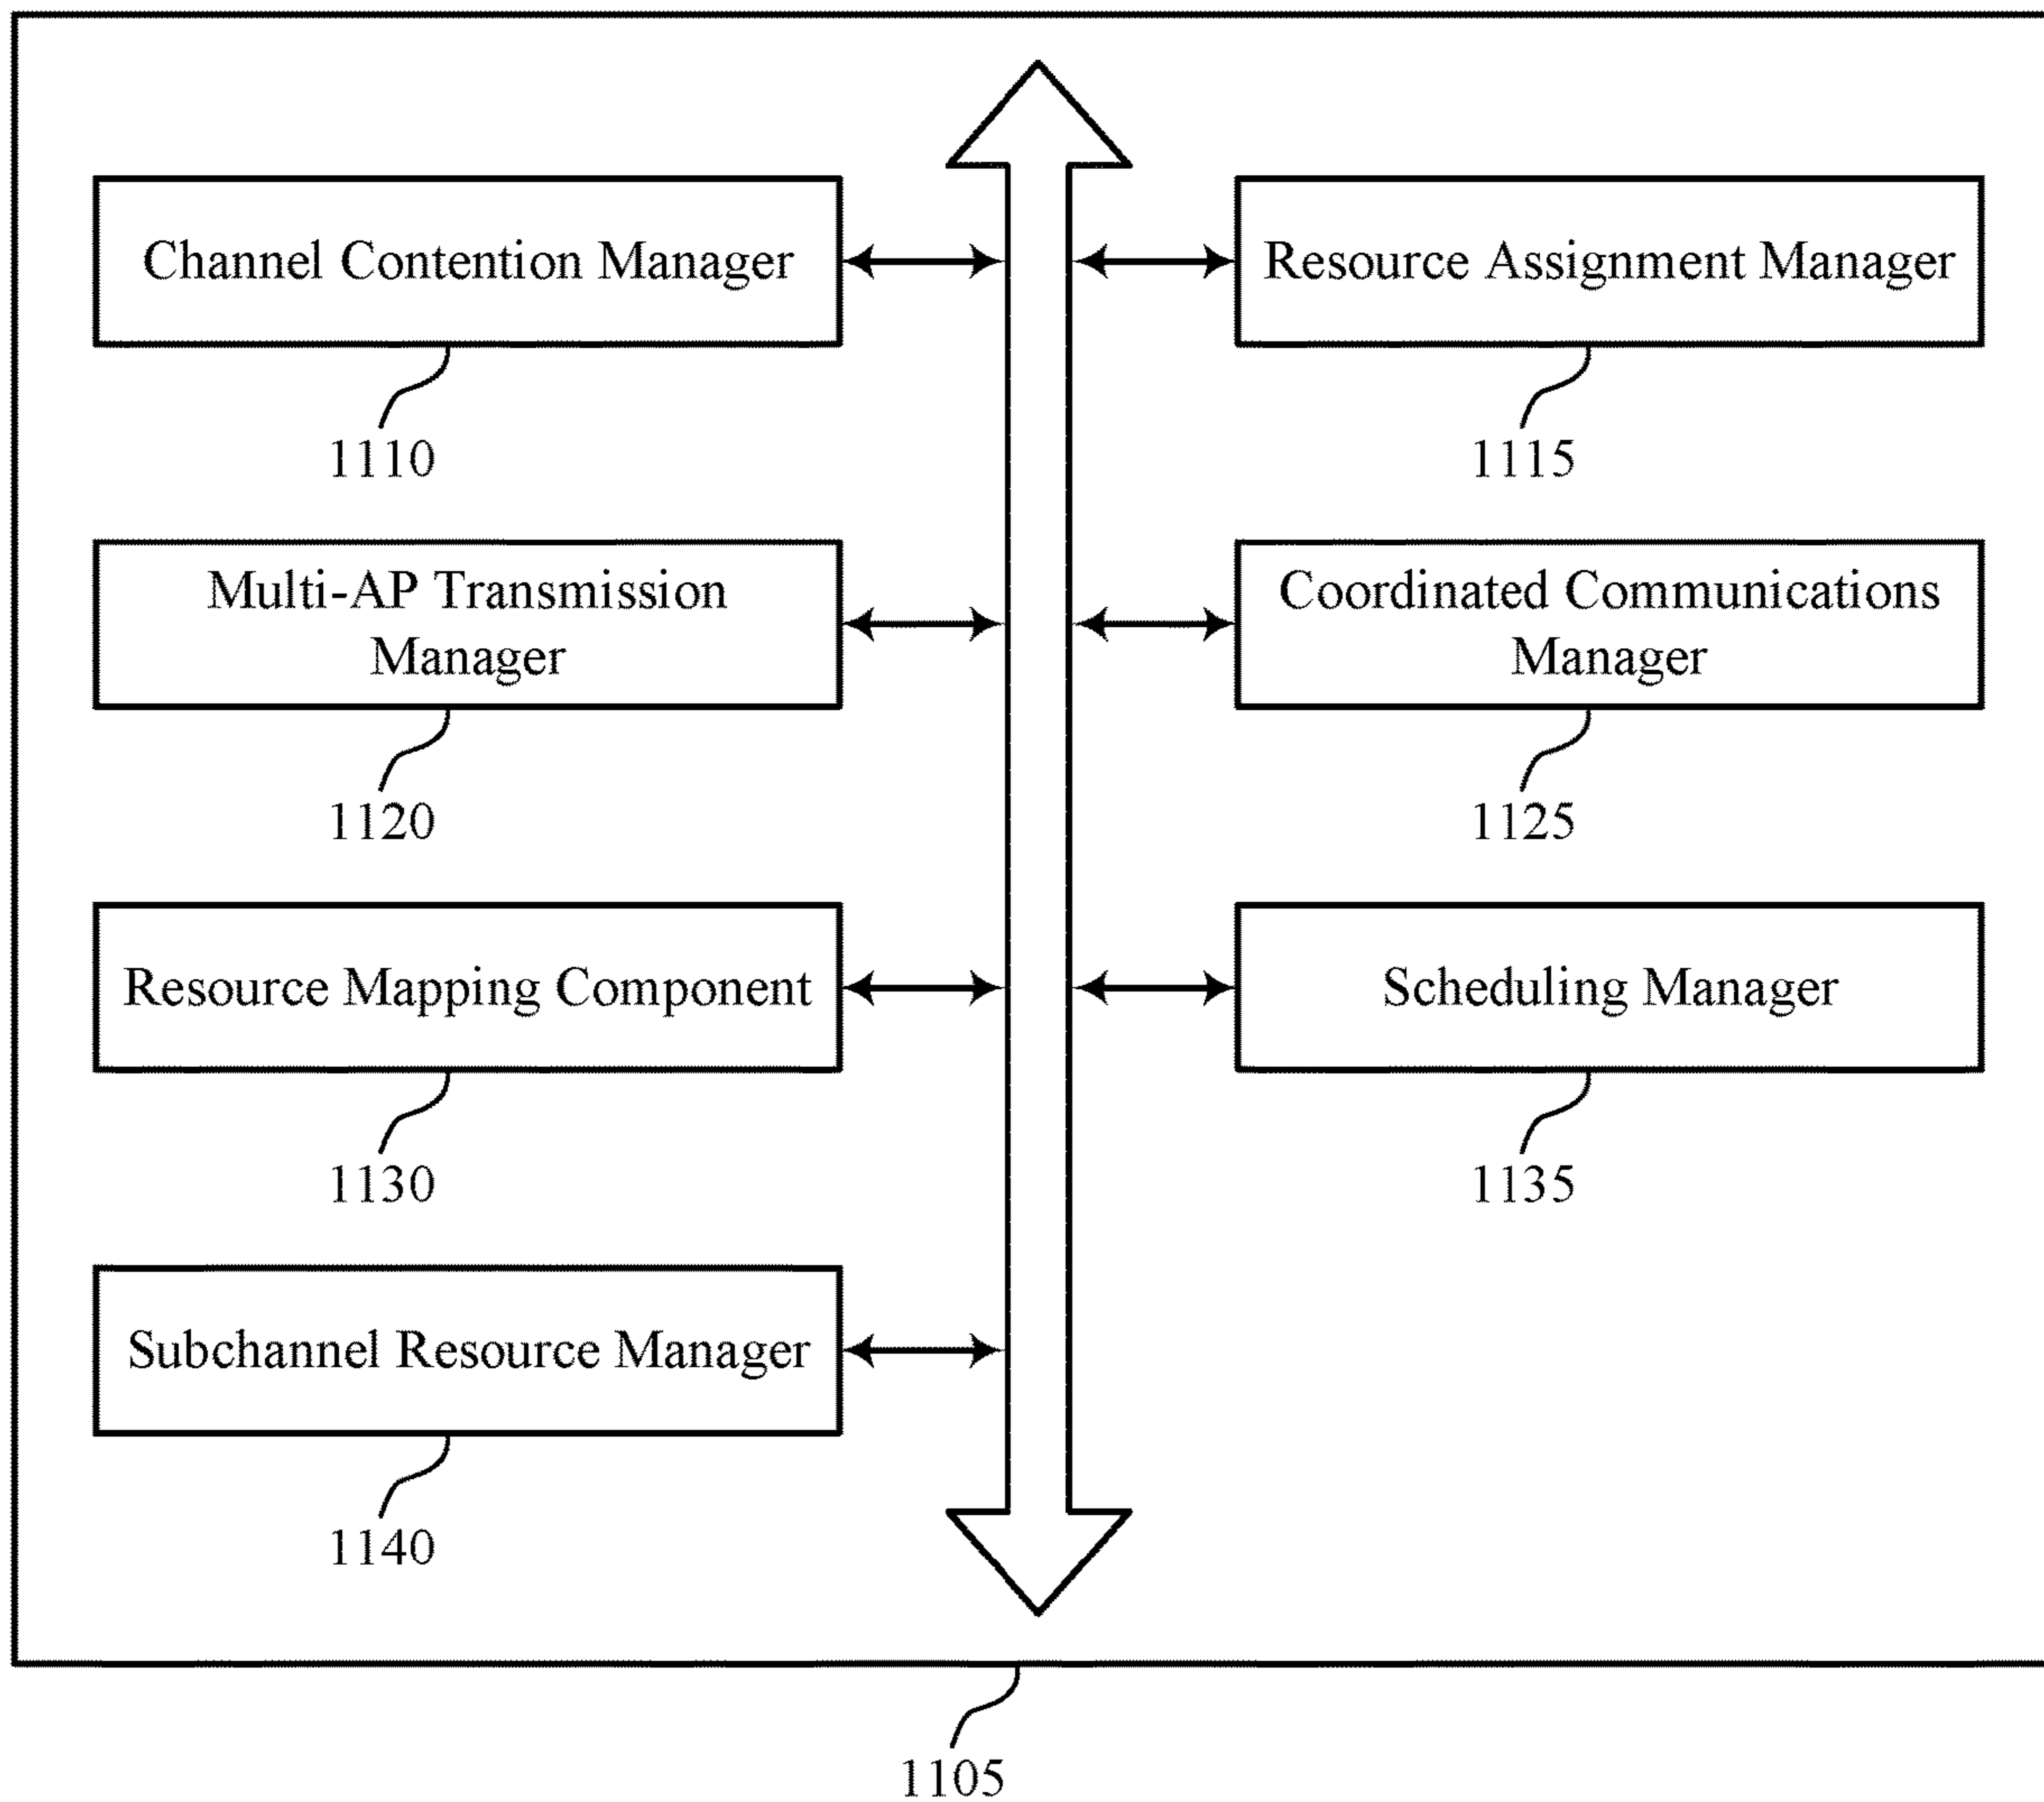 Channel Contention Manager
Resource Assignment Manager
1110
1115
Multi-AP Transmission
Manager
Coordinated Communications
Manager
1120
1125
Resource Mapping Component
Scheduling Manager
1130
1135
Subchannel Resource Manager
1140
1105